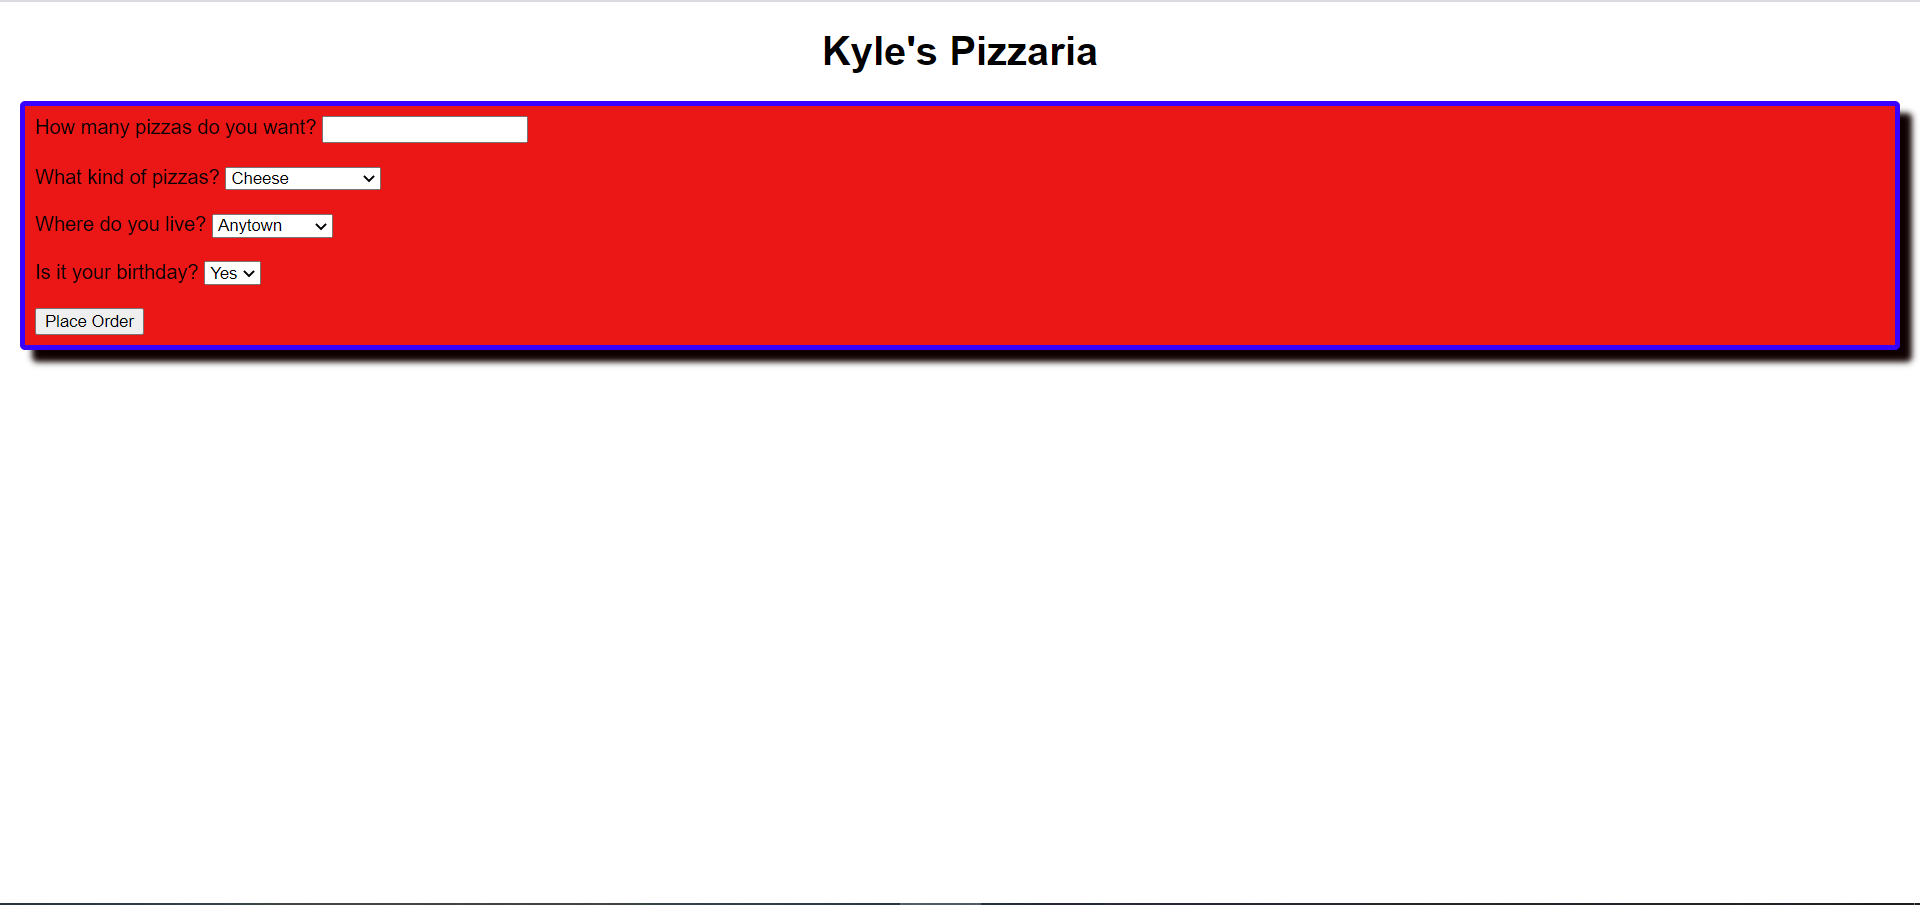 Kyle's Pizzaria
How many pizzas do you want?
What kind of pizzas? Cheese
Where do you live? Anytown
Is it your birthday? Yes
Place Order